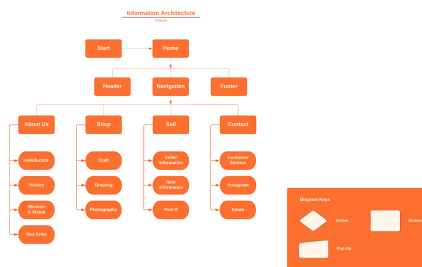 Information Architecture
Start
Home
Header
Navigation
Footer
About Us
Shop
Sell
Contact
Introduction
Craft
Seller
Information
Customer
Service
History
Drawing
Item
Information
Instagram
Mission
& Vision
Photography
Post It
Email
Our Crew
Diagram Keys
Action
Screen
Pop-Up